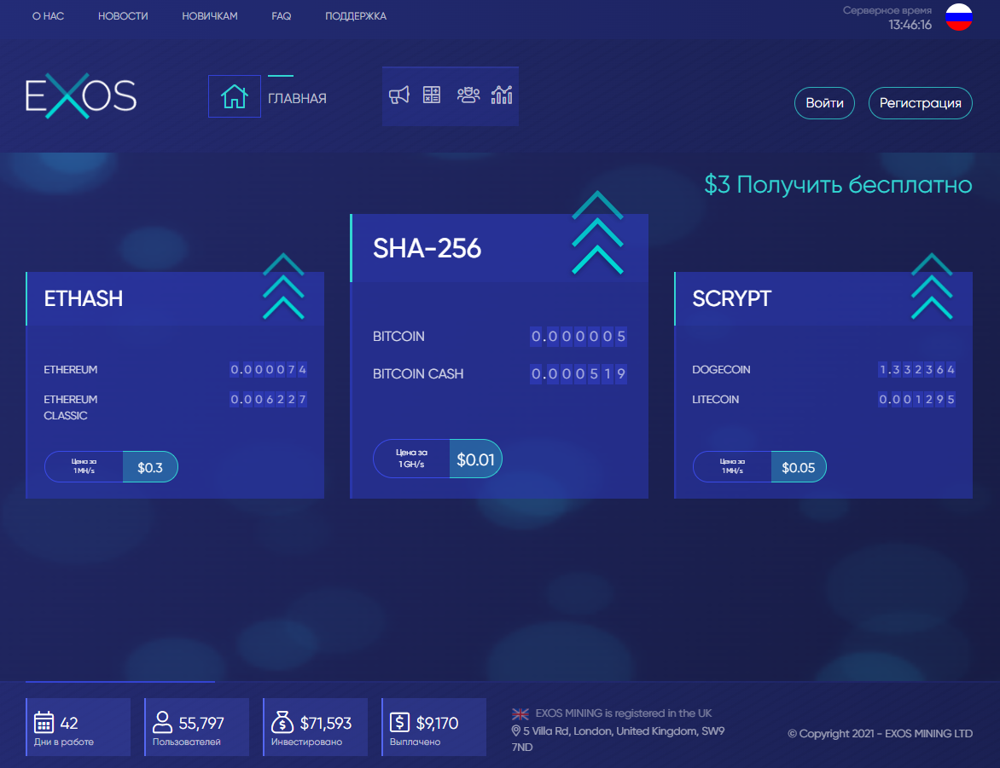 О НАС НОВОСТИ НОВИЧКАМ FAQ ПОДДЕРЖКА
Серверное время
13:46:16
EXOS
ГЛАВНАЯ
Войти Регистрация
$3 Получить бесплатно
ETHASH
ETHEREUM 0.000074
ETHEREUM 0.006227
CLASSIC
Цена за
1 MH/s
$0.3
SHA-256
BITCOIN 0.000005
BITCOIN CASH 0.000519
Цена за
1 GH/s
$0.01
SCRYPT
DOGECOIN 1.332364
LITECOIN 0.001295
Цена за
1 MH/s
$0.05
42
Дни в работе
55,797
Пользователей
$71,593
Инвестировано
$9,170
Выплачено
EXOS MINING is registered in the UK
5 Villa Rd, London, United Kingdom, SW9
7ND
© Copyright 2021 - EXOS MINING LTD